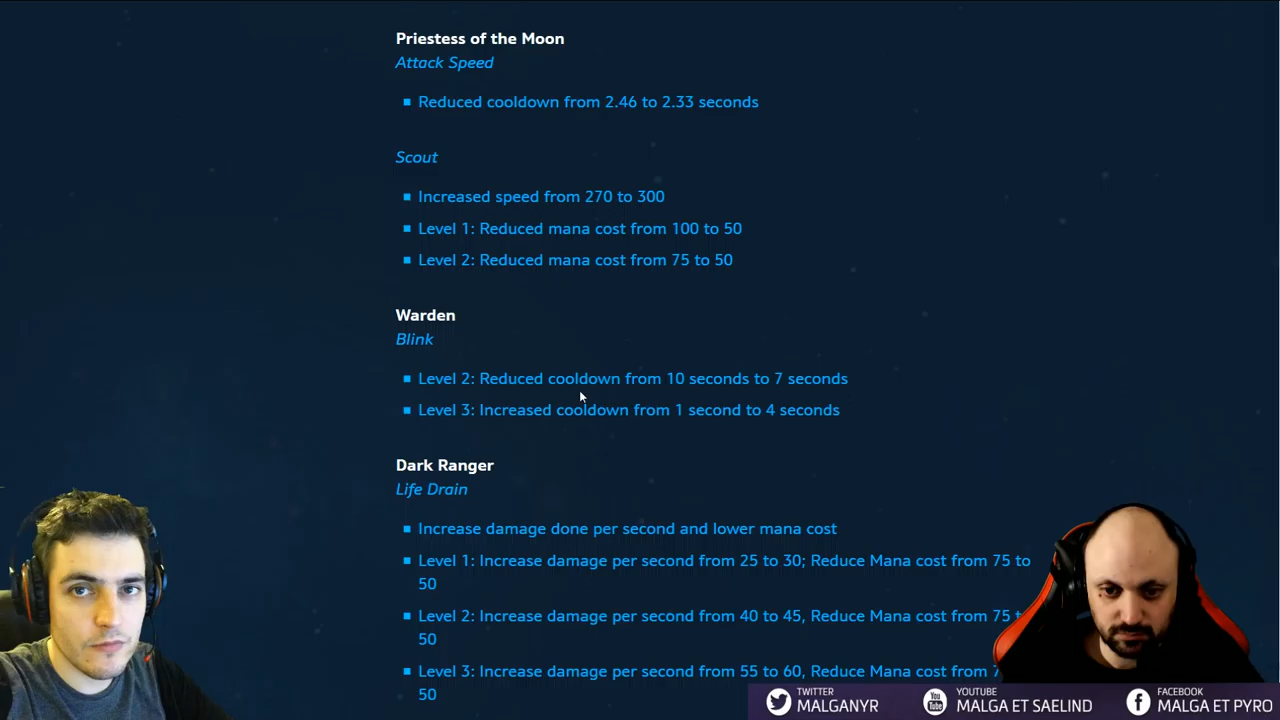 Priestess of the Moon
Attack Speed
Reduced cooldown from 2.46 to 2.33 seconds
Scout
Increased speed from 270 to 300
Level 1: Reduced mana cost from 100 to 50
Level 2: Reduced mana cost from 75 to 50
Warden
Blink
Level 2: Reduced cooldown from 10 seconds to 7 seconds
Level 3: Increased cooldown from 1 second to 4 seconds
Dark Ranger
Life Drain
Increase damage done per second and lower mana cost
Level 1: Increase damage per second from 25 to 30; Reduce Mana cost from 75 to
50
Level 2: Increase damage per second from 40 to 45, Reduce Mana cost from 75
50
Level 3: Increase damage per second from 55 to 60, Reduce Mana cost from
50
TWITTER
MALGANYR
YOUTUBE
MALGA ET SAELIND
FACEBOOK
MALGA ET PYRO